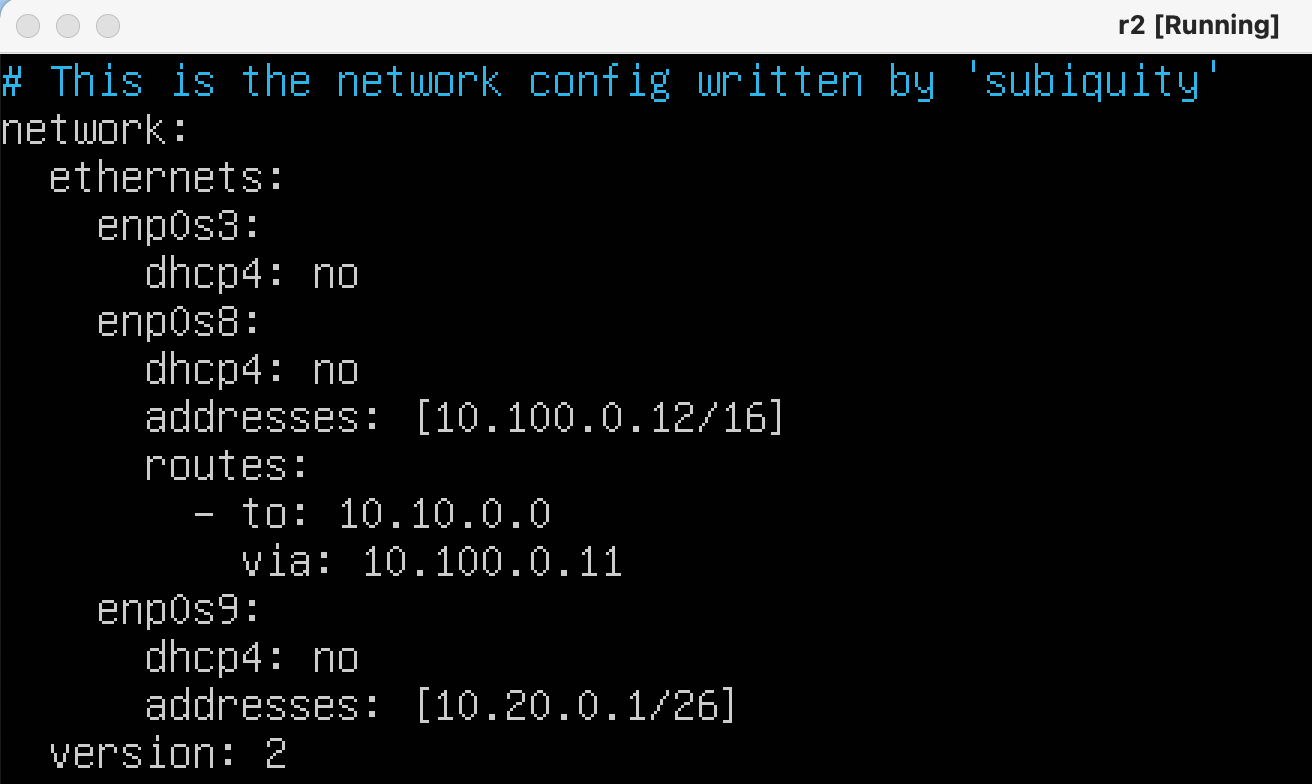 r2 [Running]
# This is the network config written by 'subiquity'
network:
  ethernets:
    enp0s3:
      dhcp4: no
    enp0s8:
      dhcp4: no
      addresses: [10.100.0.12/16]
      routes:
        - to: 10.10.0.0
          via: 10.100.0.11
    enp0s9:
      dhcp4: no
      addresses: [10.20.0.1/26]
  version: 2